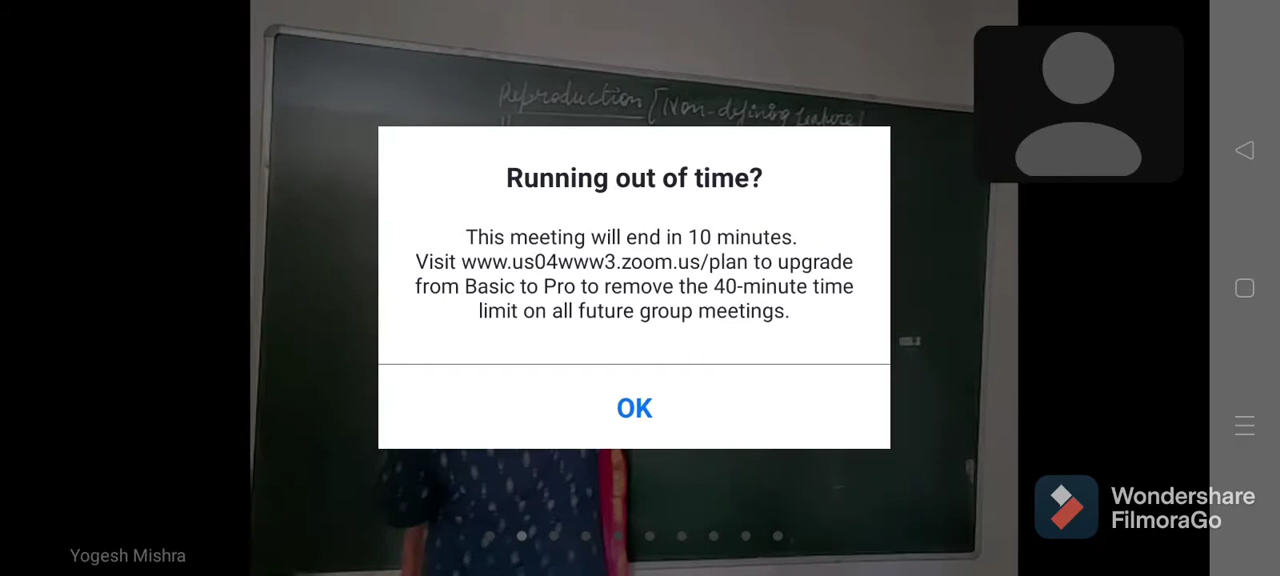 Reproduction [Non-defining feature]
Running out of time?
This meeting will end in 10 minutes.
Visit www.us04www3.zoom.us/plan to upgrade
from Basic to Pro to remove the 40-minute time
limit on all future group meetings.
OK
Wondershare
FilmoraGo
Yogesh Mishra